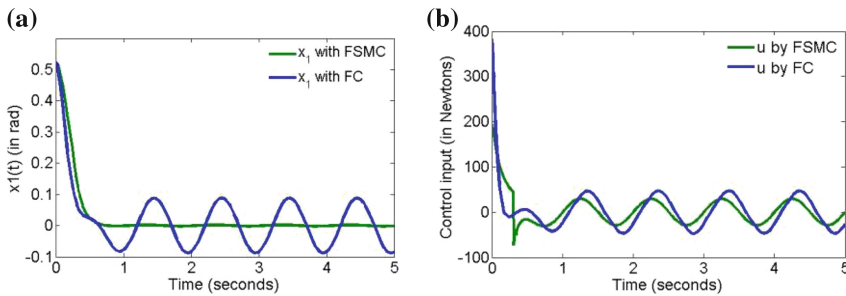 (a)
x1 with FSMC
x1 with FC
x1(t) (in rad)
0.5
0.4
0.3
0.2
0.1
0
-0.1
0 1 2 3 4 5
Time (seconds)
(b)
u by FSMC
u by FC
Control input (in Newtons)
400
300
200
100
0
-100
0 1 2 3 4 5
Time (seconds)